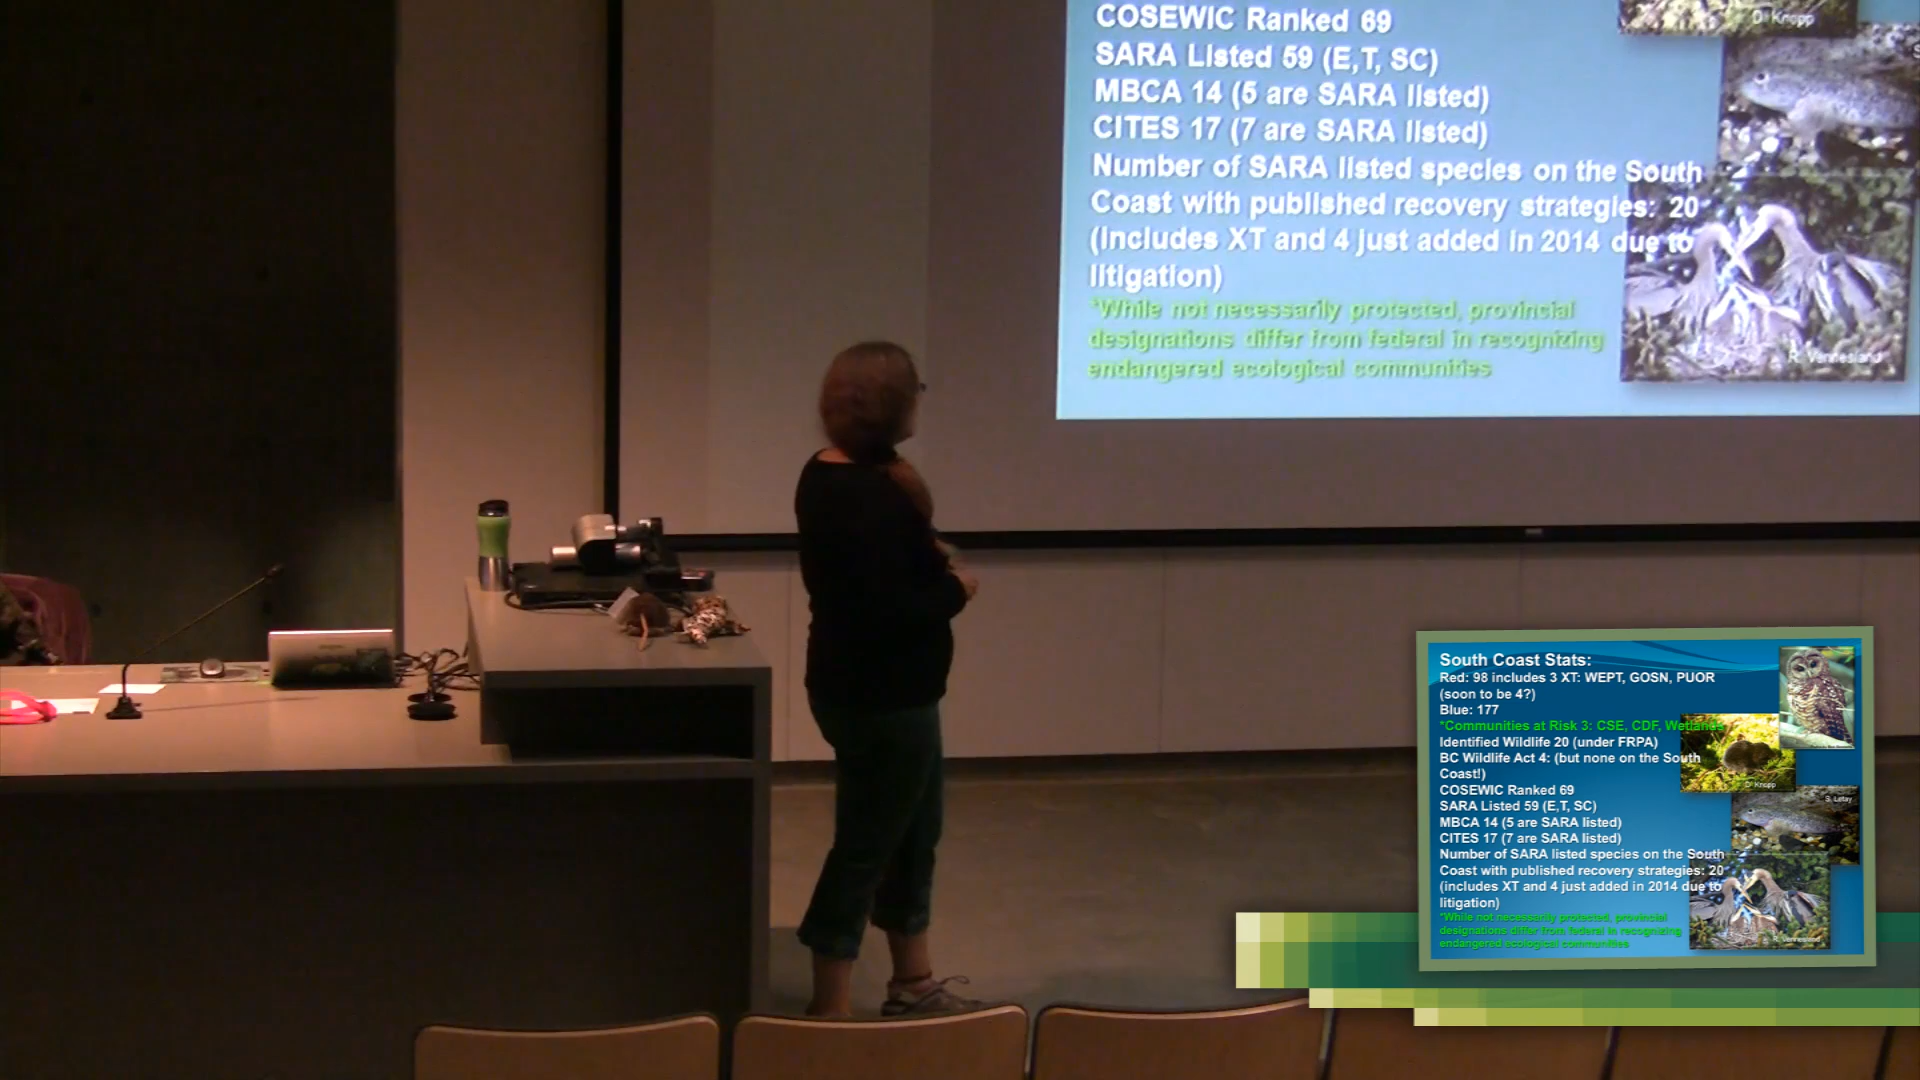 COSEWIC Ranked 69
SARA Listed 59 (E,T, SC)
MBCA 14 (5 are SARA listed)
CITES 17 (7 are SARA listed)
Number of SARA listed species on the South
Coast with published recovery strategies: 20
(includes XT and 4 just added in 2014 due to
litigation)
*While not necessarily protected, provincial
designations differ from federal in recognizing
endangered ecological communities
D. Knopp
R. Vennesland
South Coast Stats:
Red: 98 includes 3 XT: WEPT, GOSN, PUOR
(soon to be 4?)
Blue: 177
*Communities at Risk 3: CSE, CDF, Wetlands
Identified Wildlife 20 (under FRPA)
BC Wildlife Act 4: (but none on the South
Coast!)
COSEWIC Ranked 69
SARA Listed 59 (E,T, SC)
MBCA 14 (5 are SARA listed)
CITES 17 (7 are SARA listed)
Number of SARA listed species on the South
Coast with published recovery strategies: 20
(includes XT and 4 just added in 2014 due to
litigation)
*While not necessarily protected, provincial
designations differ from federal in recognizing
endangered ecological communities
D. Knopp
R. Vennesland